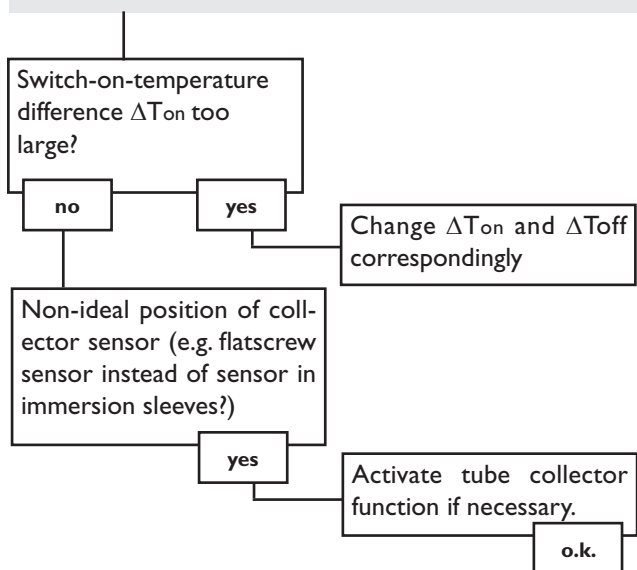 Switch-on-temperature
difference ΔTon too
large?
no
yes
Change ΔTon and ΔToff
correspondingly
Non-ideal position of coll-
ector sensor (e.g. flatscrew
sensor instead of sensor in
immersion sleeves?)
yes
Activate tube collector
function if necessary.
o.k.